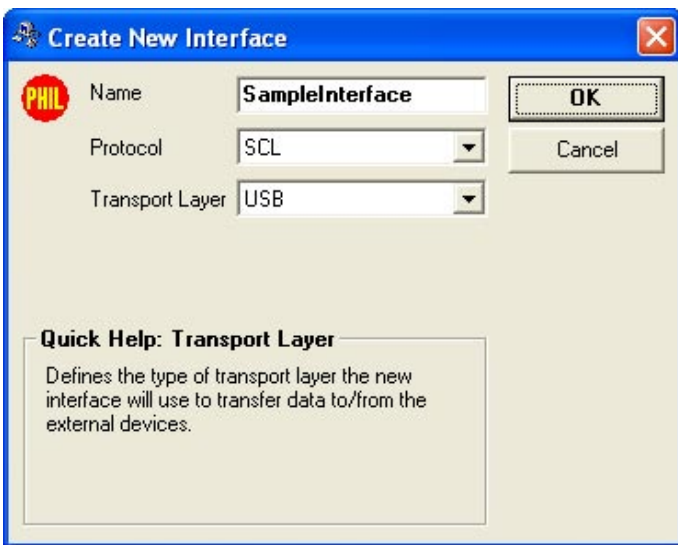 Create New Interface
PHIL
Name SampleInterface OK
Protocol SCL Cancel
Transport Layer USB
Quick Help: Transport Layer
Defines the type of transport layer the new
interface will use to transfer data to/from the
external devices.